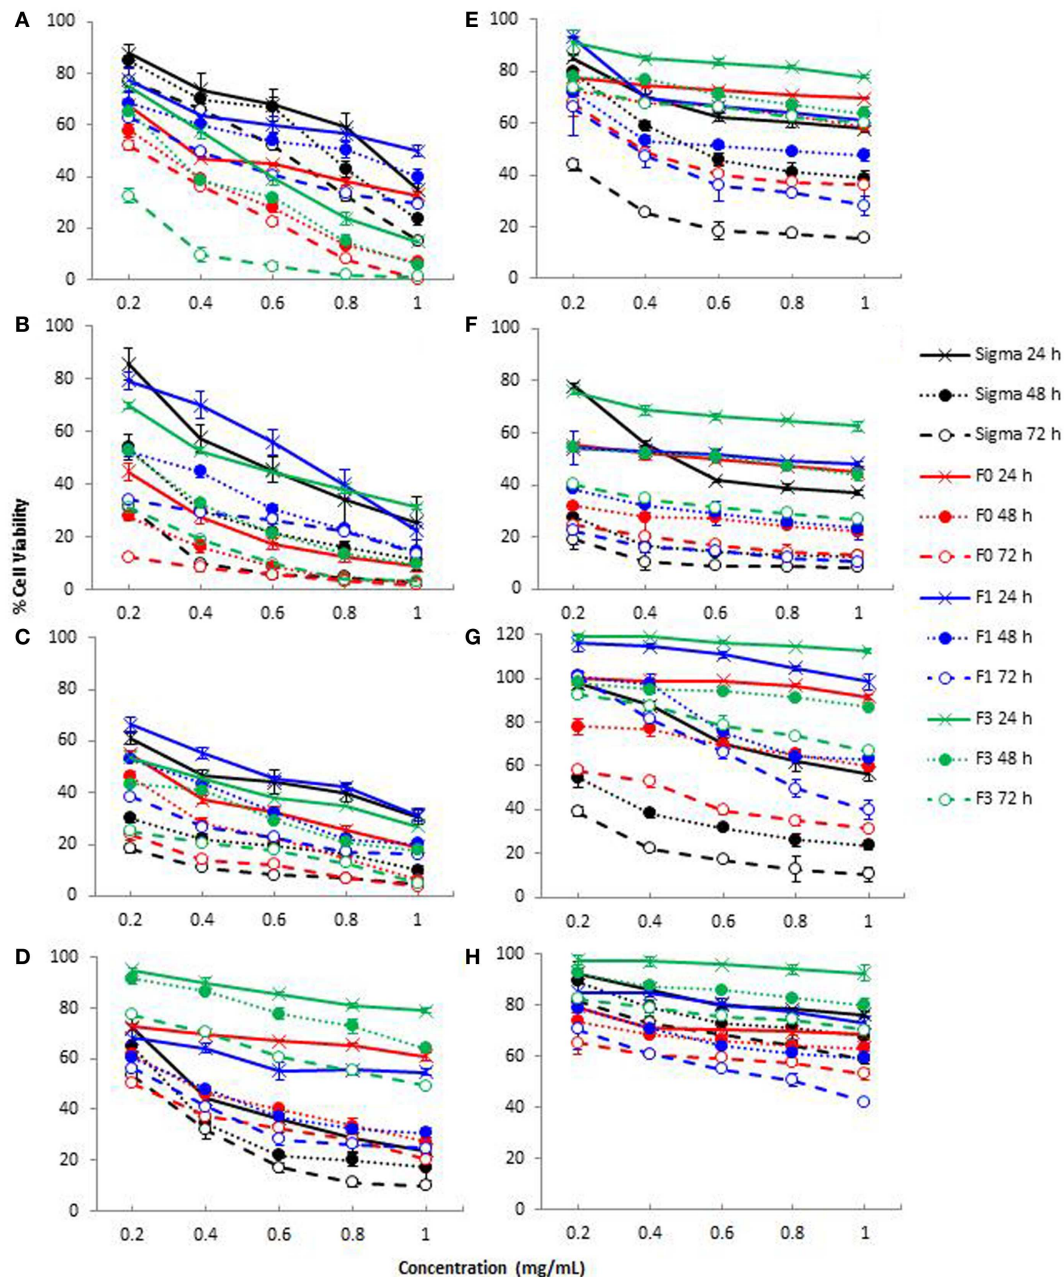 A
100
80
60
40
20
0
0.2 0.4 0.6 0.8 1
B
100
80
60
40
20
0
0.2 0.4 0.6 0.8 1
C
100
80
60
40
20
0
0.2 0.4 0.6 0.8 1
D
100
80
60
40
20
0
0.2 0.4 0.6 0.8 1
E
100
80
60
40
20
0
0.2 0.4 0.6 0.8 1
F
100
80
60
40
20
0
0.2 0.4 0.6 0.8 1
G
120
100
80
60
40
20
0
0.2 0.4 0.6 0.8 1
H
100
80
60
40
20
0
0.2 0.4 0.6 0.8 1
%Cell Viability
Concentration (mg/mL)
Sigma 24 h
Sigma 48 h
Sigma 72 h
F0 24 h
F0 48 h
F0 72 h
F1 24 h
F1 48 h
F1 72 h
F3 24 h
F3 48 h
F3 72 h